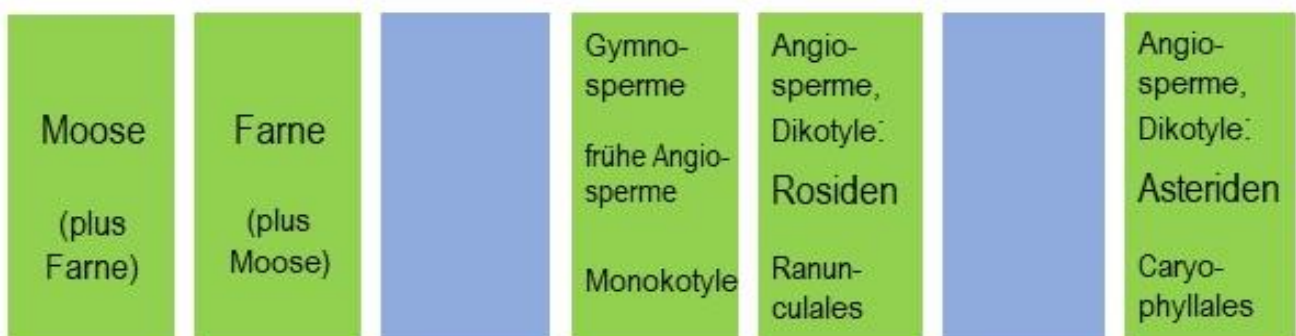 Moose
(plus
Farne)
Farne
(plus
Moose)
Gymno-
sperme
frühe Angio-
sperme
Monokotyle
Angio-
sperme,
Dikotyle:
Rosiden
Ranun-
culales
Angio-
sperme,
Dikotyle:
Asteriden
Caryo-
phyllales